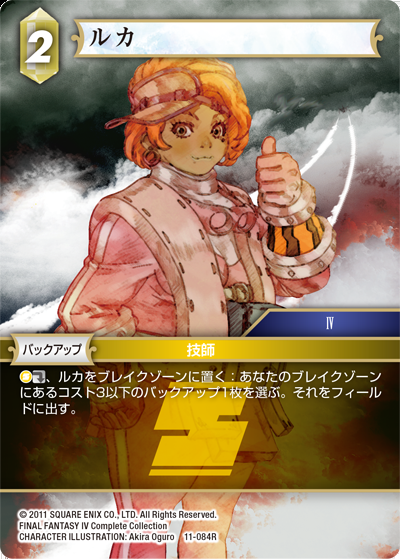 2
ルカ
IV
バックアップ
技師
、ルカをブレイクゾーンに置く：あなたのブレイクゾーン
にあるコスト3以下のバックアップ1枚を選ぶ。それをフィール
ドに出す。
© 2011 SQUARE ENIX CO., LTD. All Rights Reserved.
FINAL FANTASY IV Complete Collection
CHARACTER ILLUSTRATION: Akira Oguro 11-084R